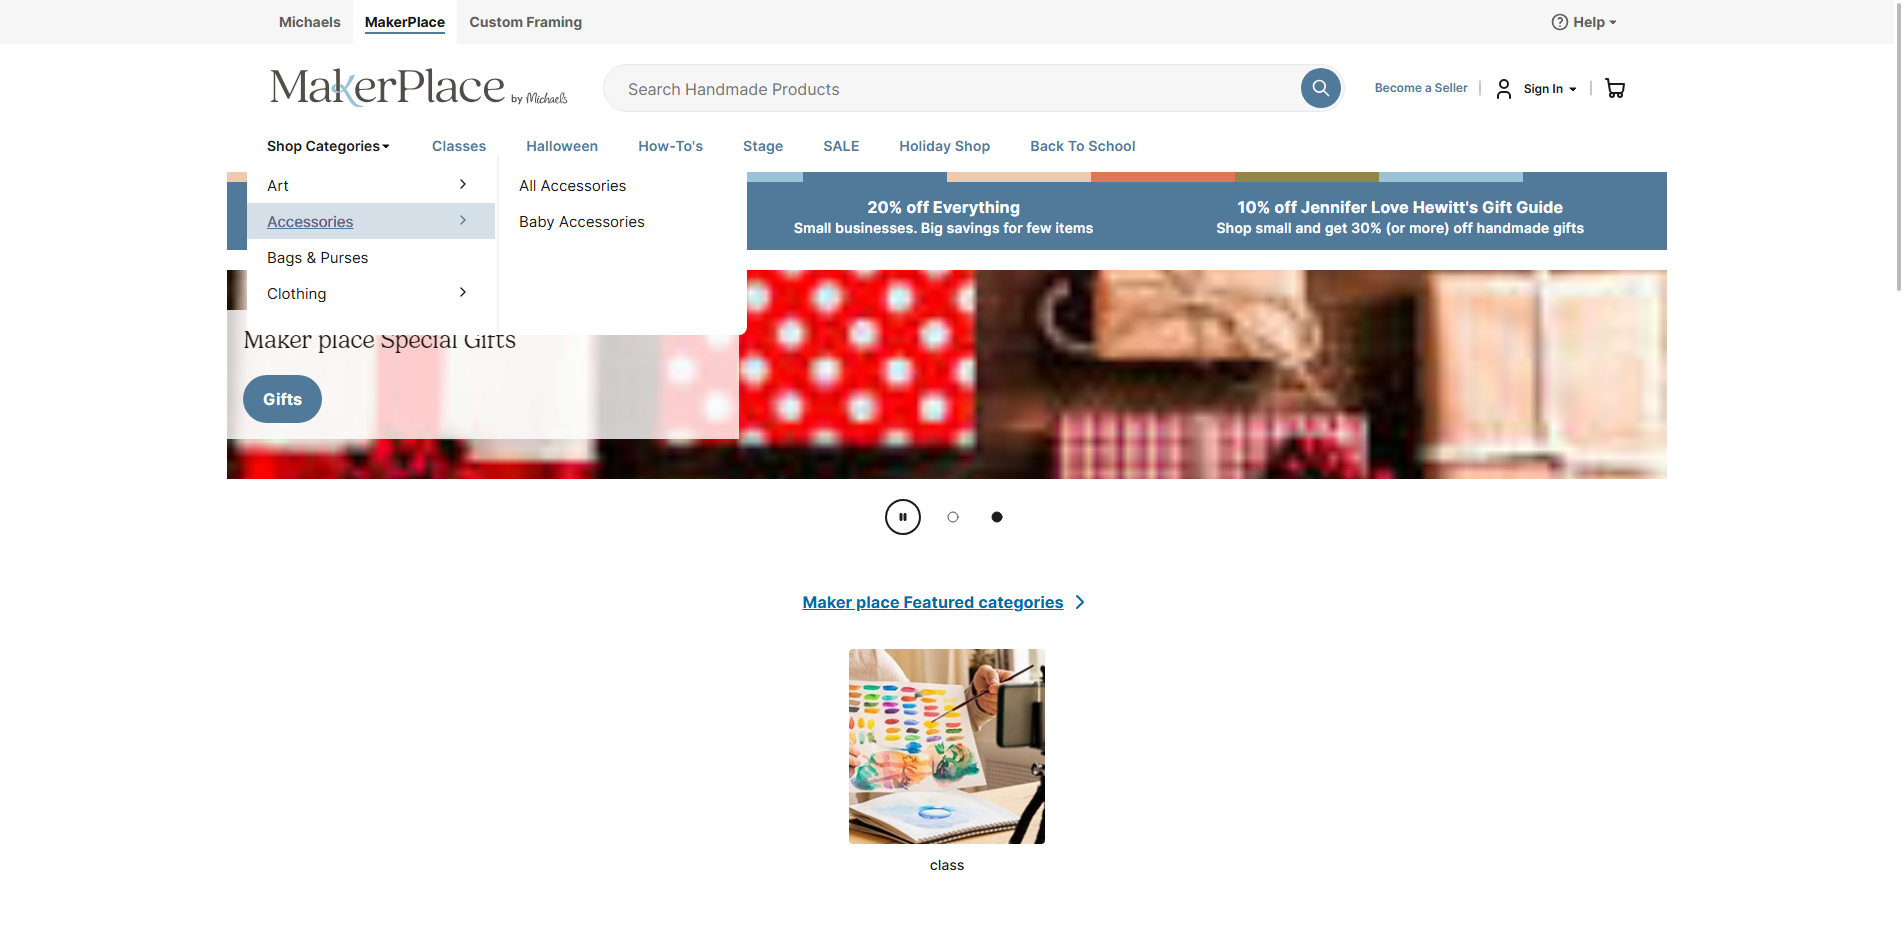 Michaels
MakerPlace
Custom Framing
Help
MakerPlace by Michaels
Search Handmade Products
Become a Seller
Sign In
Shop Categories
Classes
Halloween
How-To's
Stage
SALE
Holiday Shop
Back To School
Art
Accessories
Bags & Purses
Clothing
All Accessories
Baby Accessories
20% off Everything
Small businesses. Big savings for few items
10% off Jennifer Love Hewitt's Gift Guide
Shop small and get 30% (or more) off handmade gifts
Maker place Special Gifts
Gifts
Maker place Featured categories
class